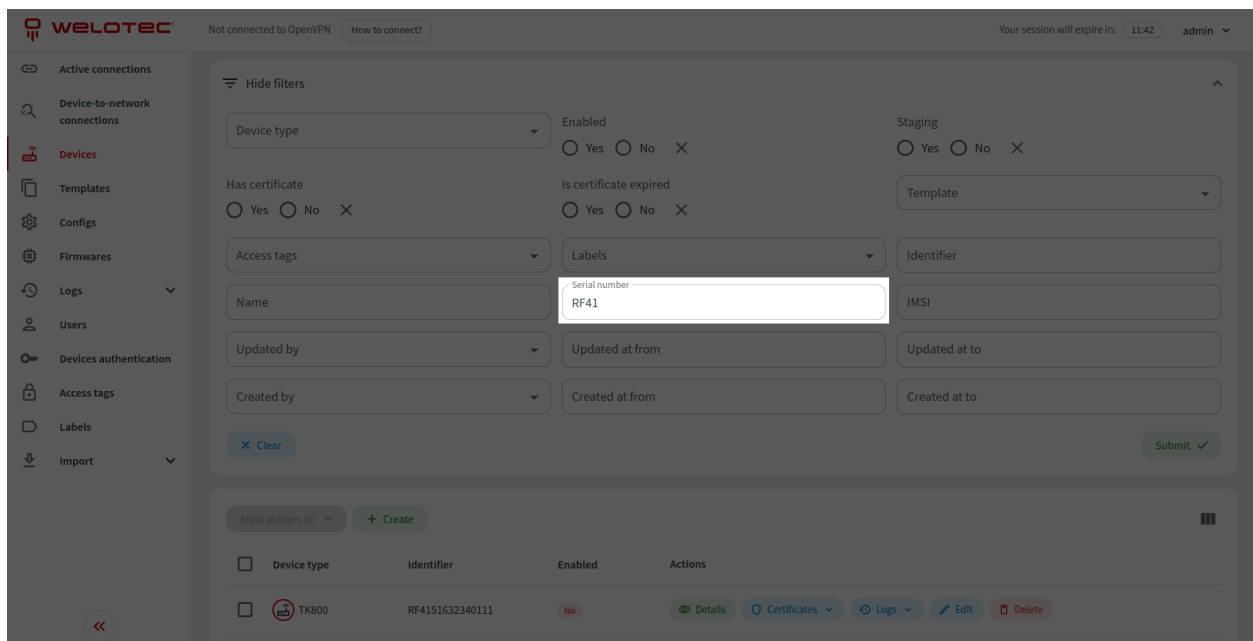 welotec Not connected to OpenVPN How to connect? Your session will expire in: 11:42 admin
Active connections
Device-to-network connections
Devices
Templates
Configs
Firmwares
Logs
Users
Devices authentication
Access tags
Labels
Import
Hide filters
Device type
Enabled
Yes No
Staging
Yes No
Has certificate
Yes No
Is certificate expired
Yes No
Template
Access tags
Labels
Identifier
Name
Serial number
RF41
IMSI
Updated by
Updated at from
Updated at to
Created by
Created at from
Created at to
Clear
Submit
Mass actions (0)
+ Create
Device type Identifier Enabled Actions
TK800 RF4151632340111 No Details Certificates Logs Edit Delete